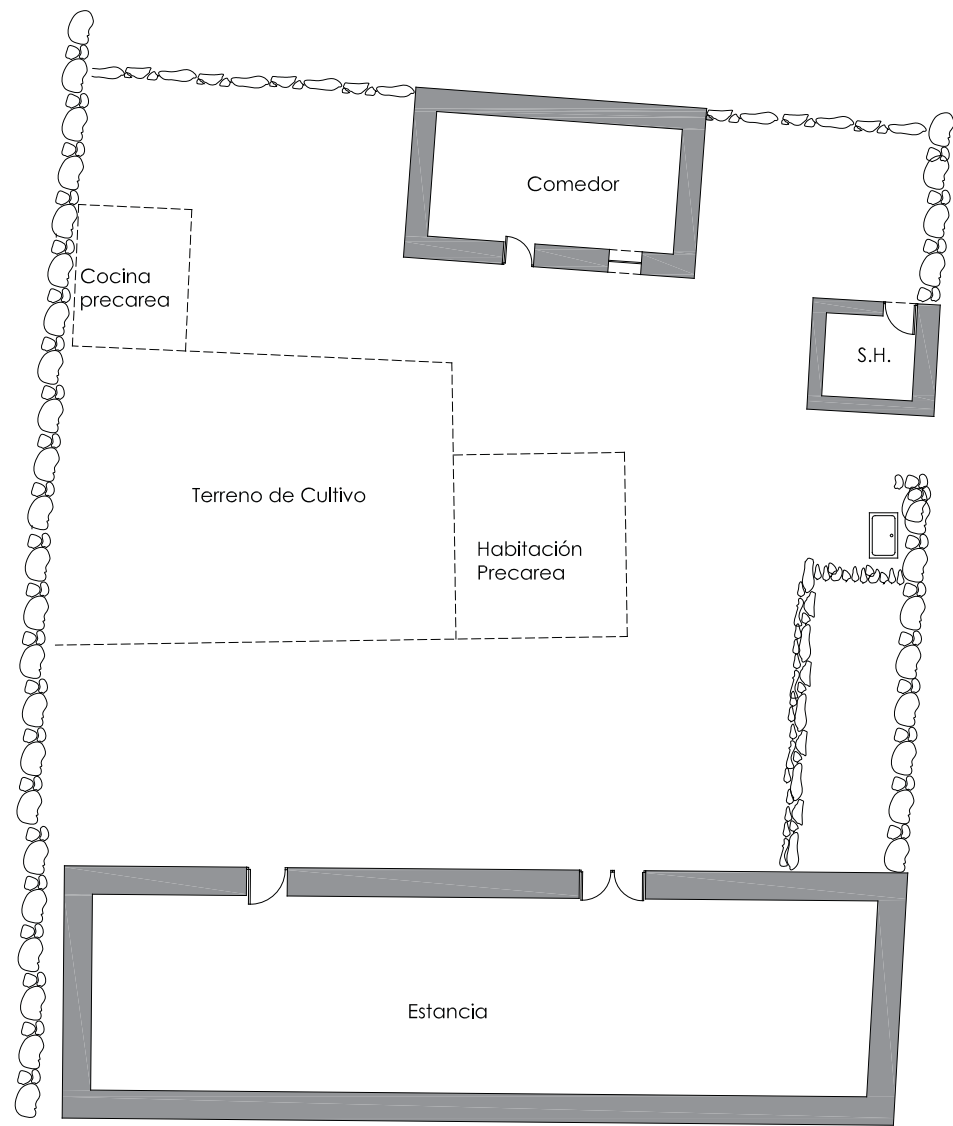 Comedor
Cocina
precarea
S.H.
Terreno de Cultivo
Habitación
Precarea
Estancia